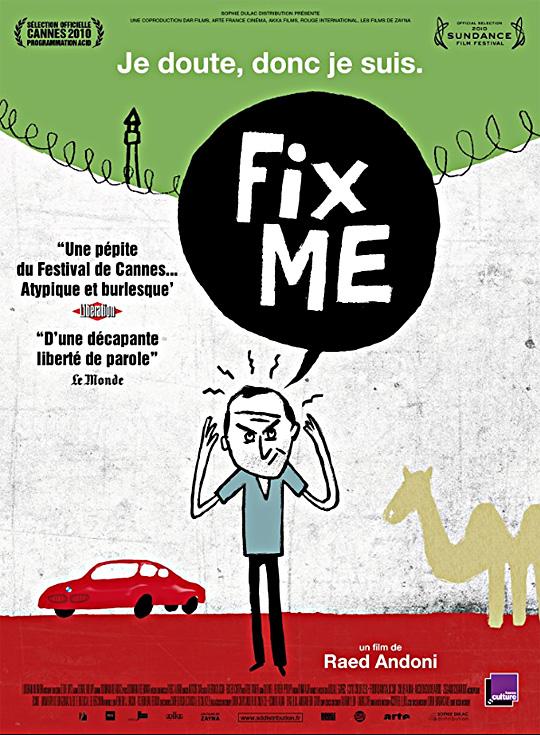 SOPHIE DULAC DISTRIBUTION PRÉSENTE
UNE COPRODUCTION DAR FILMS, ARTE FRANCE CINÉMA, AKKA FILMS, ROUGE INTERNATIONAL, LES FILMS DE ZAYNA
SÉLECTION OFFICIELLE
CANNES 2010
PROGRAMMATION ACID
OFFICIAL SELECTION
2010
SUNDANCE
FILM FESTIVAL
Je doute, donc je suis.
Fix
ME
“Une pépite
du Festival de Cannes...
Atypique et burlesque’
Libération
“D’une décapante
liberté de parole”
Le Monde
un film de
Raed Andoni
france
culture
ZAYNA
www.sddistribution.fr
arte
SOPHIE DULAC